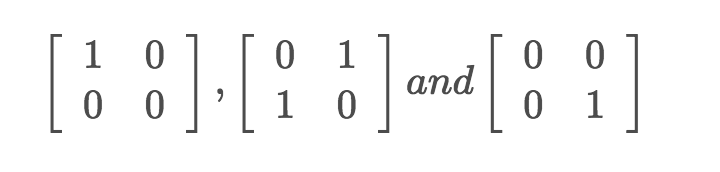 [ 1 0 ] , [ 0 1 ] and [ 0 0 ]
[ 0 0 ] [ 1 0 ] [ 0 1 ]